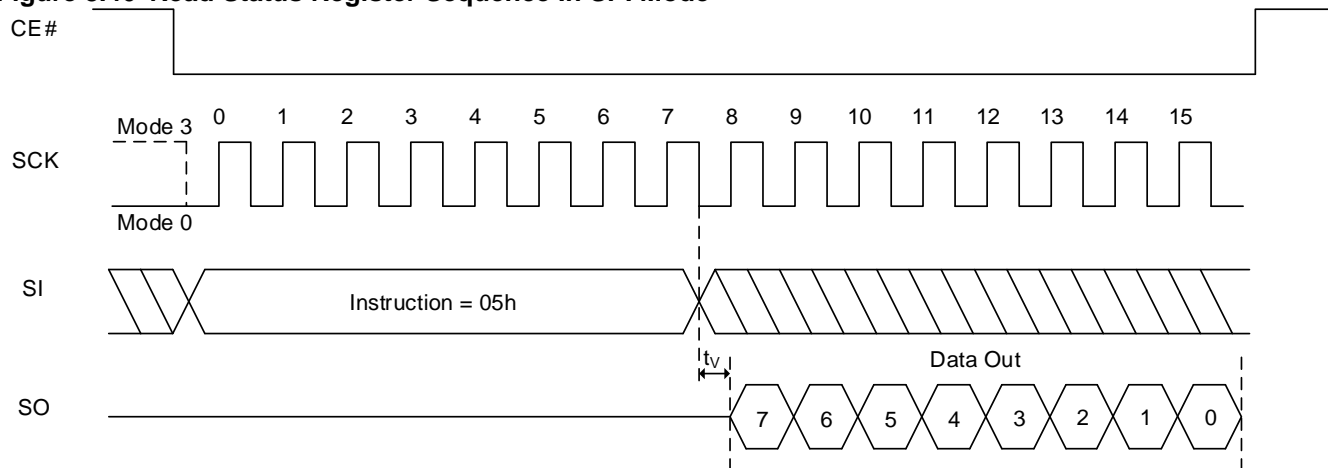 CE#
0 1 2 3 4 5 6 7 8 9 10 11 12 13 14 15
Mode 3
SCK
Mode 0
SI
Instruction = 05h
tV
Data Out
SO
7 6 5 4 3 2 1 0